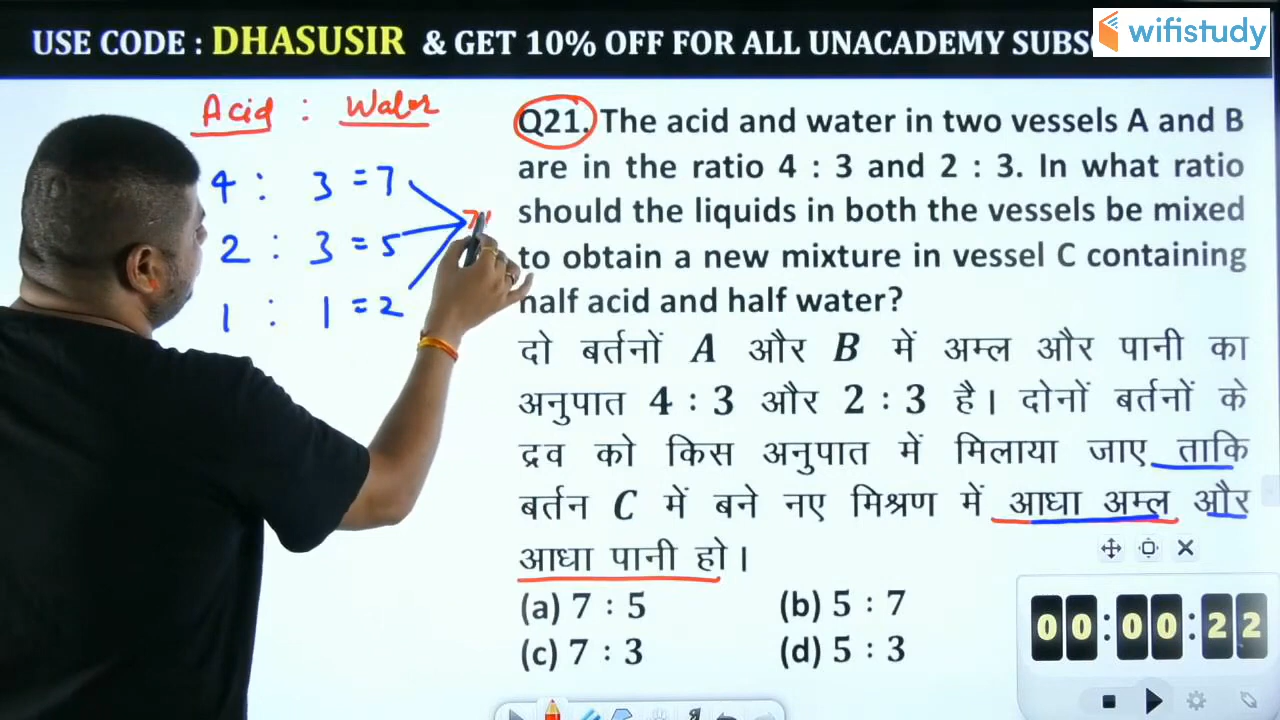 USE CODE : DHASUSIR & GET 10% OFF FOR ALL UNACADEMY
wifistudy
Acid : Water
4 : 3 = 7
2 : 3 = 5
1 : 1 = 2
Q21. The acid and water in two vessels A and B
are in the ratio 4 : 3 and 2 : 3. In what ratio
should the liquids in both the vessels be mixed
to obtain a new mixture in vessel C containing
half acid and half water?
दो बर्तनों A और B में अम्ल और पानी का
अनुपात 4 : 3 और 2 : 3 है। दोनों बर्तनों के
द्रव को किस अनुपात में मिलाया जाए ताकि
बर्तन C में बने नए मिश्रण में आधा अम्ल और
आधा पानी हो।
(a) 7 : 5 (b) 5 : 7
(c) 7 : 3 (d) 5 : 3
00:00:22